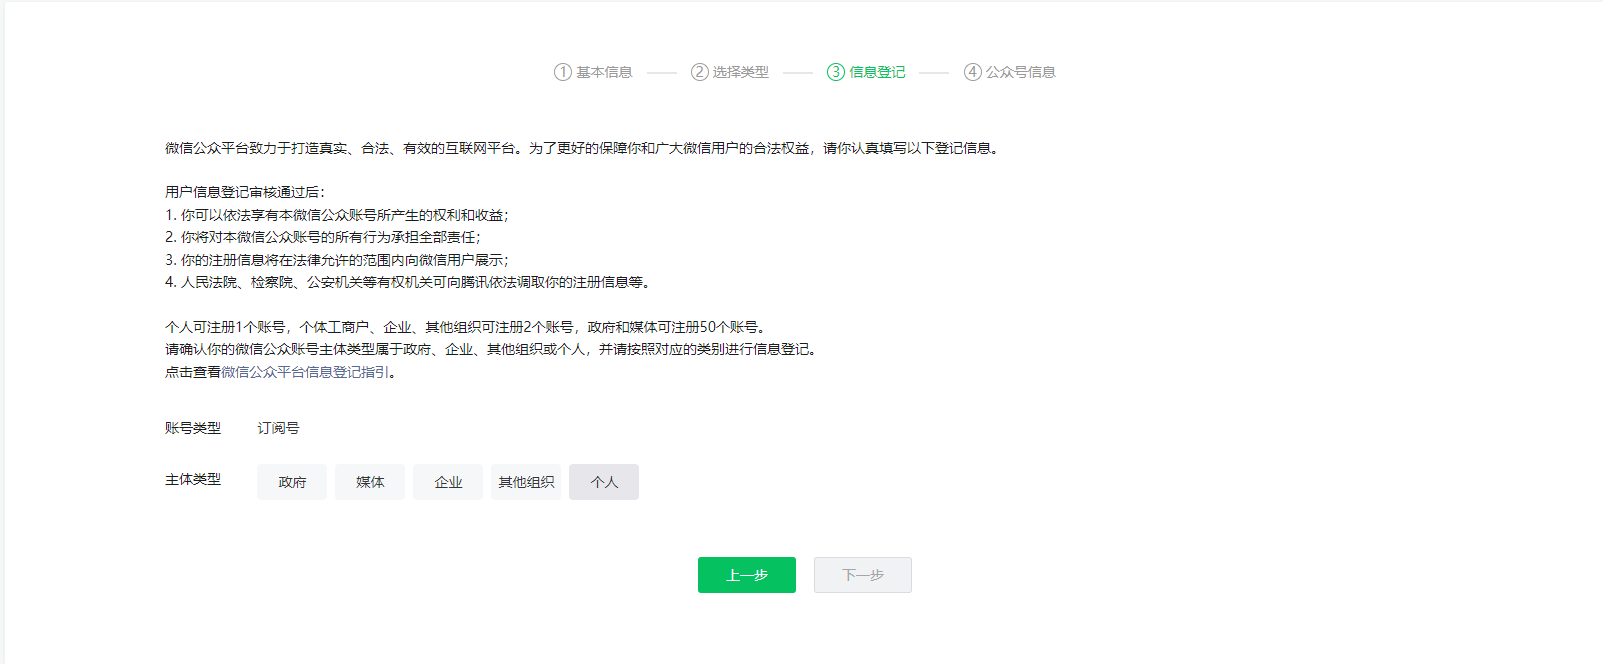 ① 基本信息 ② 选择类型 ③ 信息登记 ④ 公众号信息
微信公众平台致力于打造真实、合法、有效的互联网平台。为了更好的保障你和广大微信用户的合法权益，请你认真填写以下登记信息。
用户信息登记审核通过后：
1. 你可以依法享有本微信公众账号所产生的权利和收益；
2. 你将对本微信公众账号的所有行为承担全部责任；
3. 你的注册信息将在法律允许的范围内向微信用户展示；
4. 人民法院、检察院、公安机关等有权机关可向腾讯依法调取你的注册信息等。
个人可注册1个账号，个体工商户、企业、其他组织可注册2个账号，政府和媒体可注册50个账号。
请确认你的微信公众账号主体类型属于政府、企业、其他组织或个人，并请按照对应的类别进行信息登记。
点击查看微信公众平台信息登记指引。
账号类型 订阅号
主体类型 政府 媒体 企业 其他组织 个人
上一步 下一步